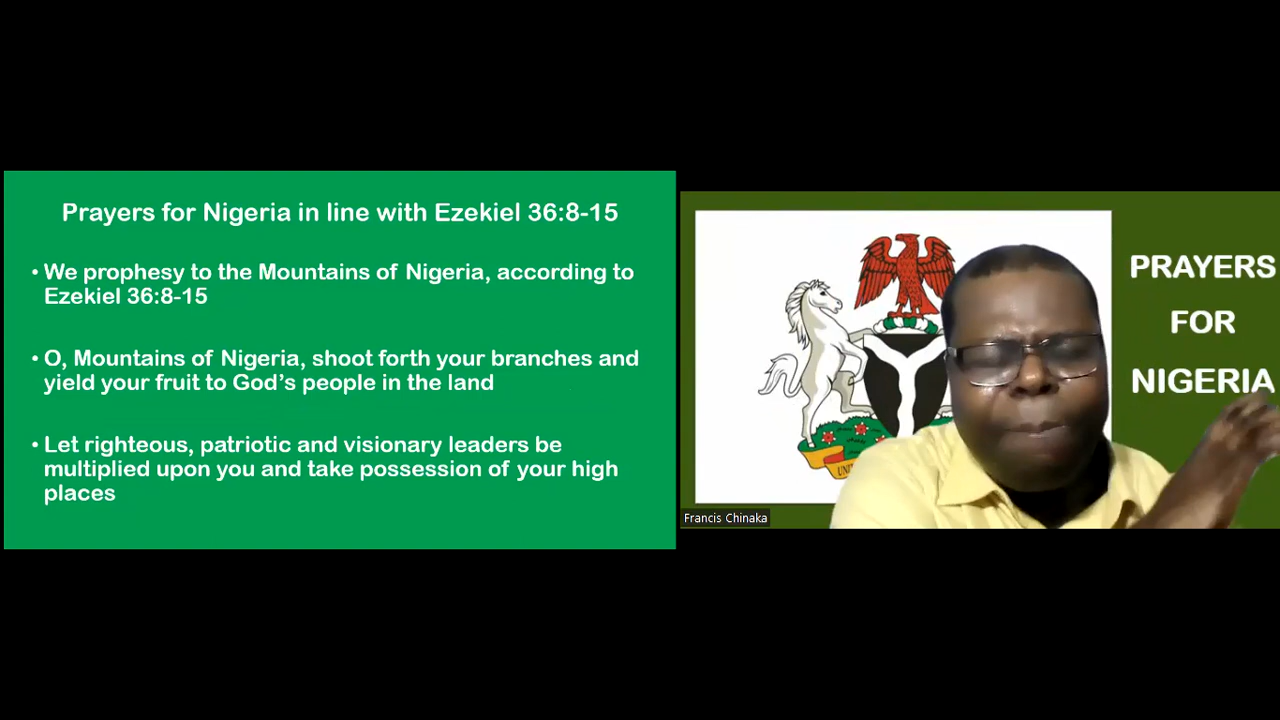 Prayers for Nigeria in line with Ezekiel 36:8-15
• We prophesy to the Mountains of Nigeria, according to
Ezekiel 36:8-15
• O, Mountains of Nigeria, shoot forth your branches and
yield your fruit to God's people in the land
• Let righteous, patriotic and visionary leaders be
multiplied upon you and take possession of your high
places
PRAYERS
FOR
NIGERIA
Francis Chinaka